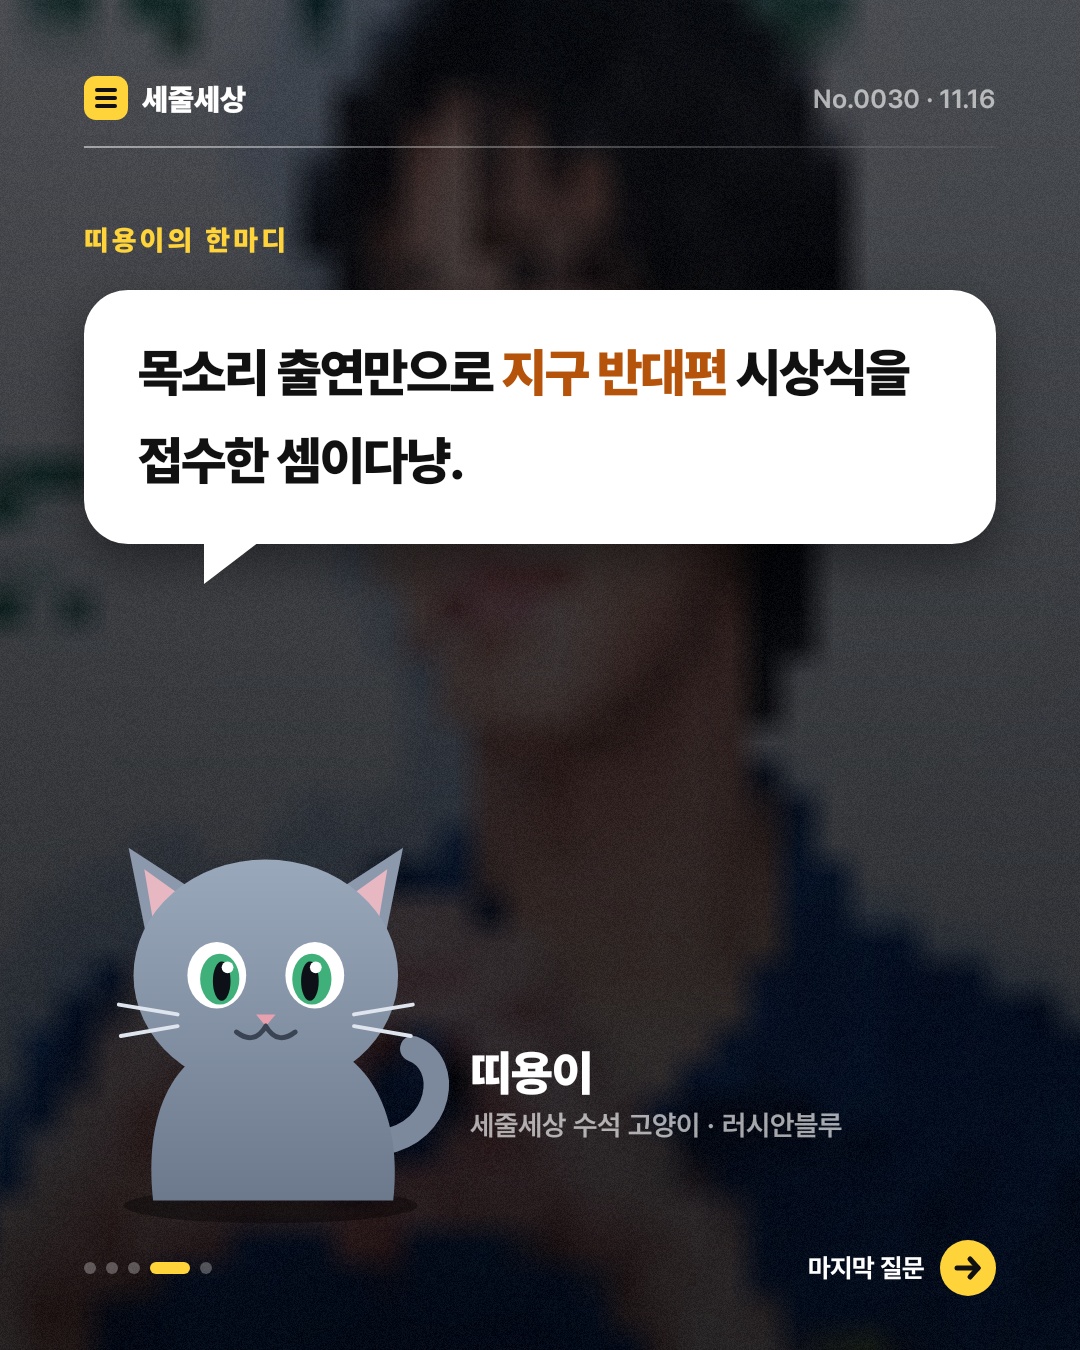 세줄세상
No.0030 · 11.16
띠용이의 한마디
목소리 출연만으로 지구 반대편 시상식을
접수한 셈이다냥.
띠용이
세줄세상 수석 고양이 · 러시안블루
마지막 질문